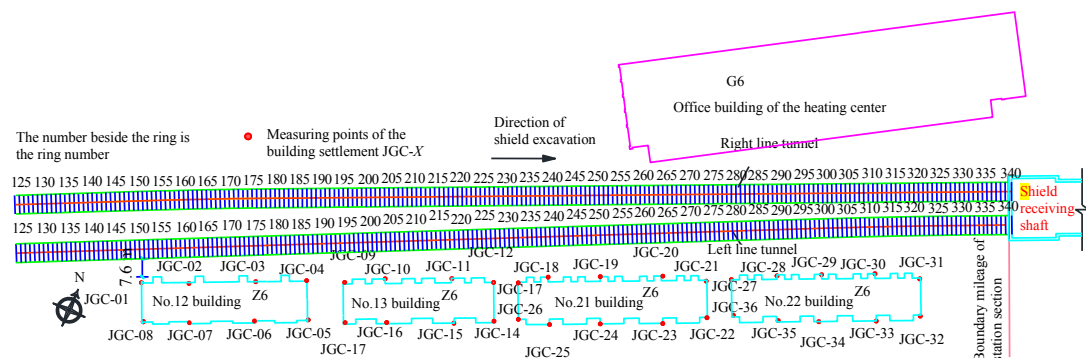 G6
Office building of the heating center
The number beside the ring is
the ring number
Measuring points of the
building settlement JGC-X
Direction of
shield excavation
Right line tunnel
125 130 135 140 145 150 155 160 165 170 175 180 185 190 195 200 205 210 215 220 225 230 235 240 245 250 255 260 265 270 275 280 285 290 295 300 305 310 315 320 325 330 335 340
Shield
receiving
shaft
125 130 135 140 145 150 155 160 165 170 175 180 185 190 195 200 205 210 215 220 225 230 235 240 245 250 255 260 265 270 275 280 285 290 295 300 305 310 315 320 325 330 335 340
Left line tunnel
7.6 m
N
JGC-01
JGC-02
JGC-03
JGC-04
No.12 building
Z6
JGC-08
JGC-07
JGC-06
JGC-05
JGC-09
JGC-10
JGC-11
JGC-12
No.13 building
Z6
JGC-17
JGC-16
JGC-15
JGC-14
JGC-17
JGC-18
JGC-19
JGC-20
JGC-21
JGC-26
No.21 building
Z6
JGC-25
JGC-24
JGC-23
JGC-22
JGC-27
JGC-28
JGC-29
JGC-30
JGC-31
JGC-36
No.22 building
Z6
JGC-35
JGC-34
JGC-33
JGC-32
Boundary mileage of
station section